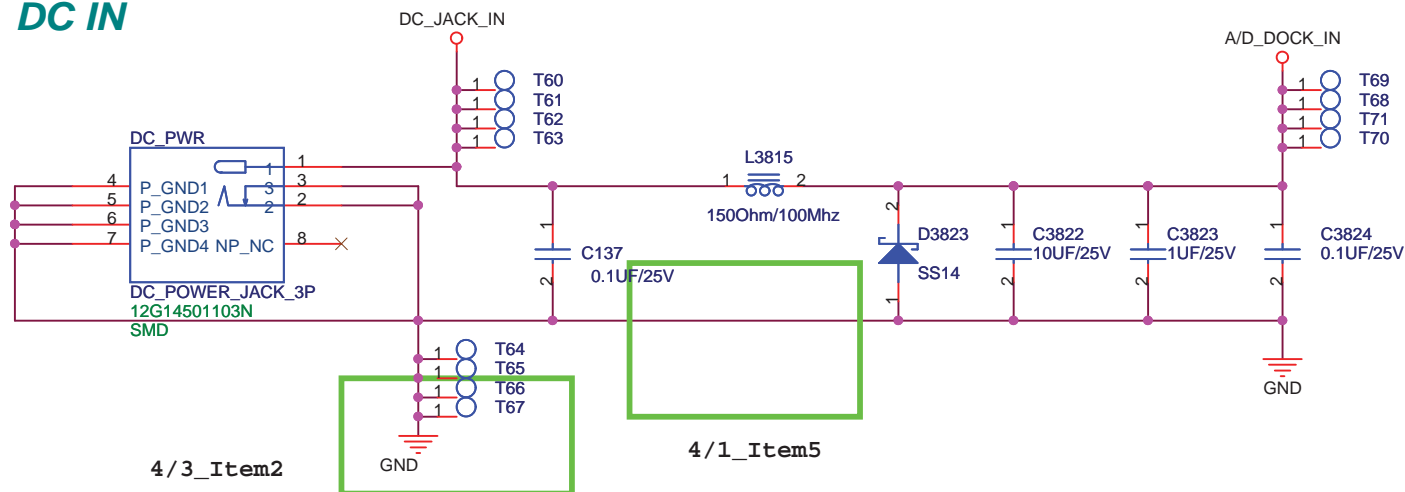 DC IN
DC_JACK_IN
A/D_DOCK_IN
1 T60
1 T61
1 T62
1 T63
1 T69
1 T68
1 T71
1 T70
DC_PWR
1 1
3 3
2 2
4 P_GND1
5 P_GND2
6 P_GND3
7 P_GND4 NP_NC 8
DC_POWER_JACK_3P
12G14501103N
SMD
L3815
1 2
150Ohm/100Mhz
1
C137
0.1UF/25V
2
2
D3823
SS14
1
1
C3822
10UF/25V
2
1
C3823
1UF/25V
2
1
C3824
0.1UF/25V
2
1 T64
1 T65
1 T66
1 T67
GND
GND
4/3_Item2
4/1_Item5